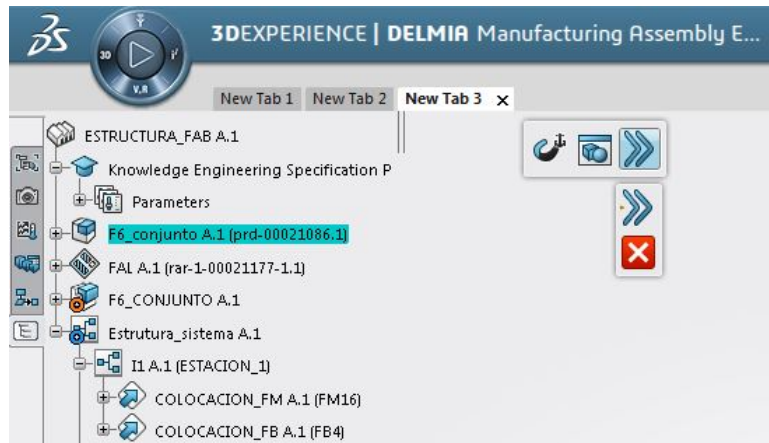 3DEXPERIENCE | DELMIA Manufacturing Assembly E...
3D
i²
V.R
New Tab 1 New Tab 2 New Tab 3 x
ESTRUCTURA_FAB A.1
Knowledge Engineering Specification P
Parameters
F6_conjunto A.1 (prd-00021086.1)
FAL A.1 (rar-1-00021177-1.1)
F6_CONJUNTO A.1
Estrutura_sistema A.1
I1 A.1 (ESTACION_1)
COLOCACION_FM A.1 (FM16)
COLOCACION_FB A.1 (FB4)